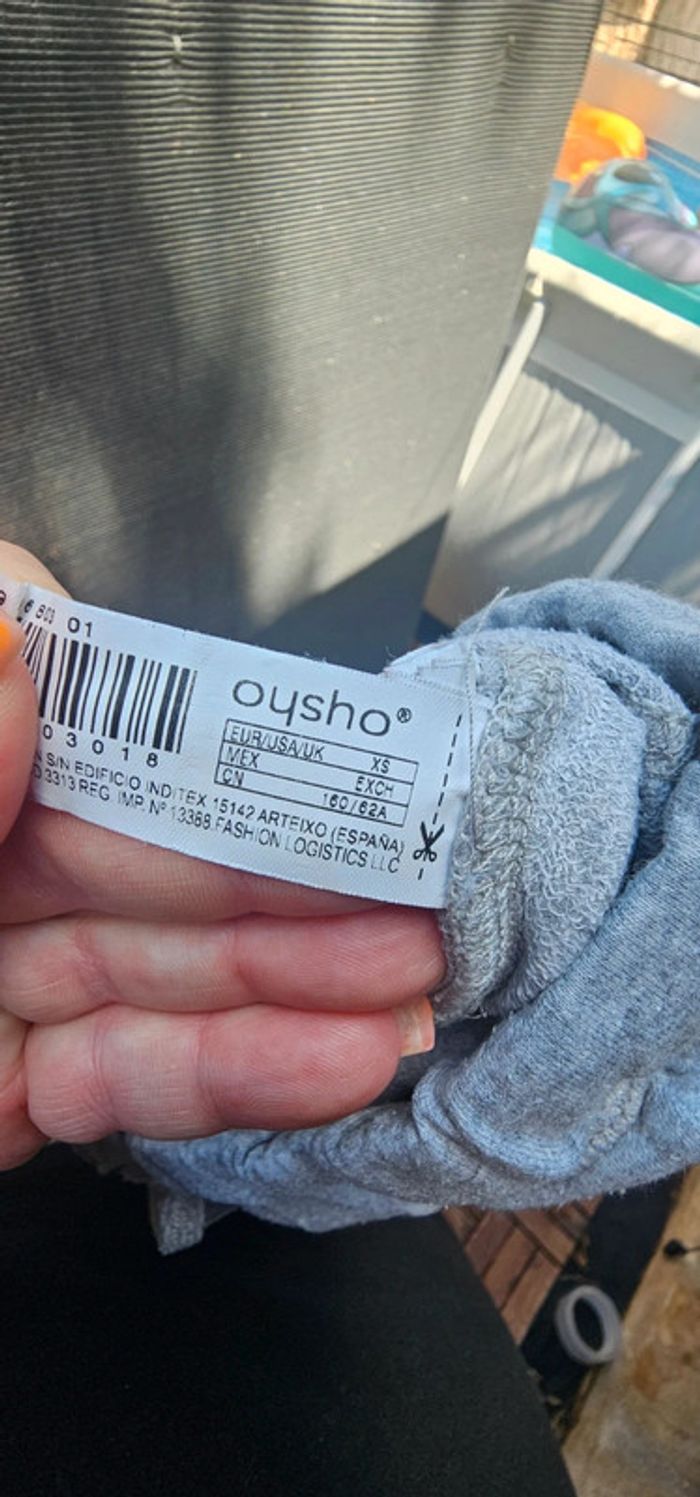 01
oysho®
EUR/USA/UK XS
MEX EXCH
CN 160/62A
03018
S/N EDIFICIO INDITEX 15142 ARTEIXO (ESPAÑA)
3313 REG. IMP. Nº 13368.FASHION LOGISTICS LLC